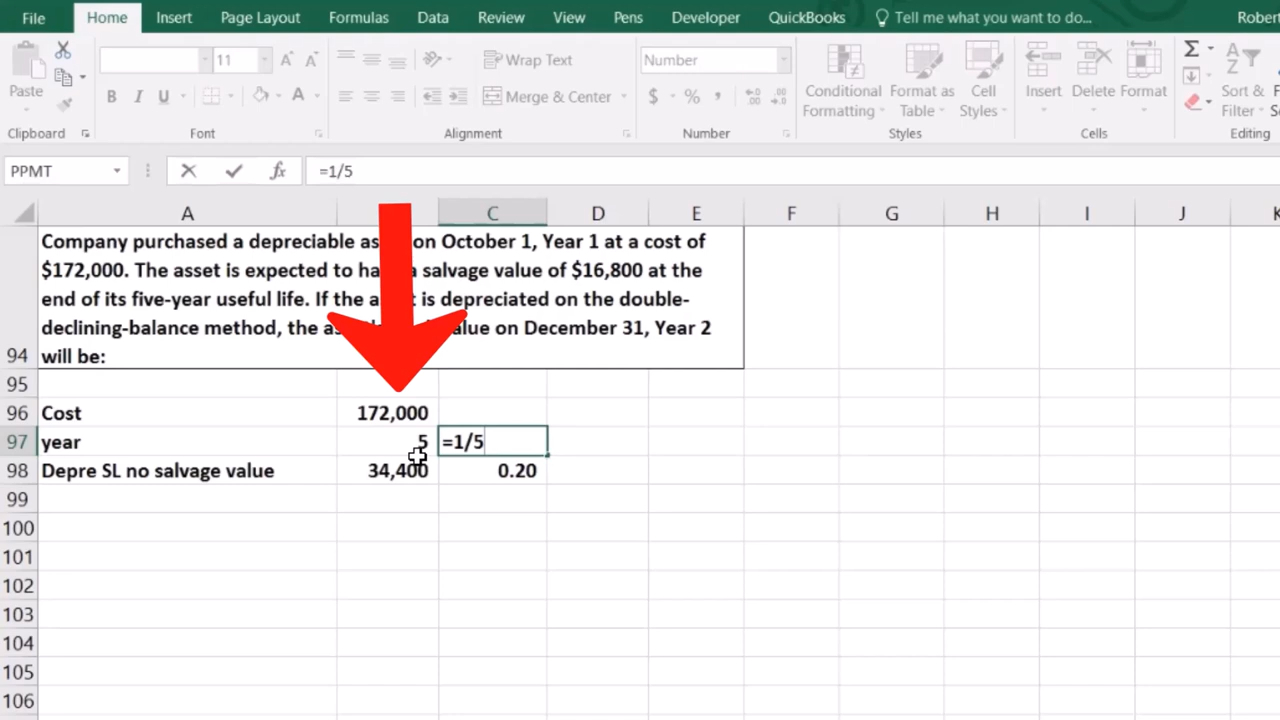 File Home Insert Page Layout Formulas Data Review View Pens Developer QuickBooks Tell me what you want to do... Rober
11 A A Wrap Text Number Conditional Format as Cell Insert Delete Format Σ A Z Sort & F
Paste B I U A Merge & Center $ % , .0 .00 .00 .0 Formatting Table Styles Filter S
Clipboard Font Alignment Number Styles Cells Editing
PPMT fx =1/5
A C D E F G H I J K
Company purchased a depreciable on October 1, Year 1 at a cost of
$172,000. The asset is expected to salvage value of $16,800 at the
end of its five-year useful life. If the is depreciated on the double-
declining-balance method, the on December 31, Year 2
94 will be:
95
96 Cost 172,000
97 year 5 =1/5
98 Depre SL no salvage value 34,400 0.20
99
100
101
102
103
104
105
106